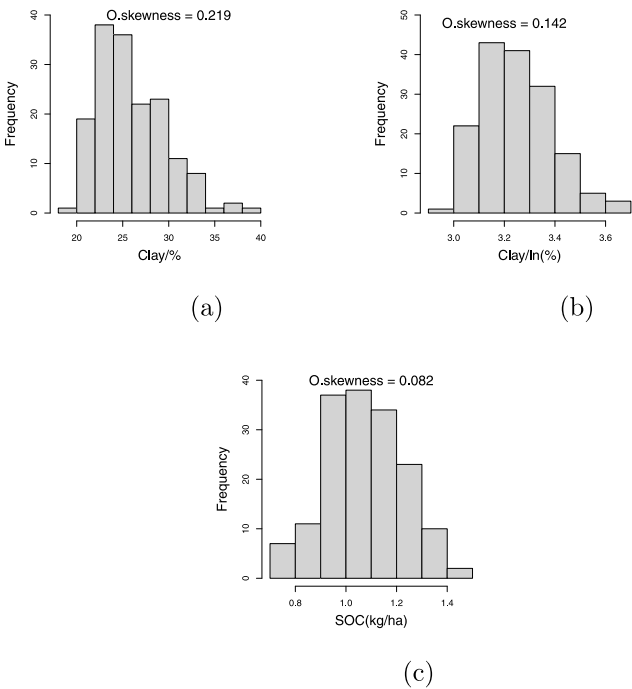 O.skewness = 0.219
Frequency
0 10 20 30 40
20 25 30 35 40
Clay/%
(a)
O.skewness = 0.142
Frequency
0 10 20 30 40 50
3.0 3.2 3.4 3.6
Clay/ln(%)
(b)
O.skewness = 0.082
Frequency
0 10 20 30 40
0.8 1.0 1.2 1.4
SOC(kg/ha)
(c)